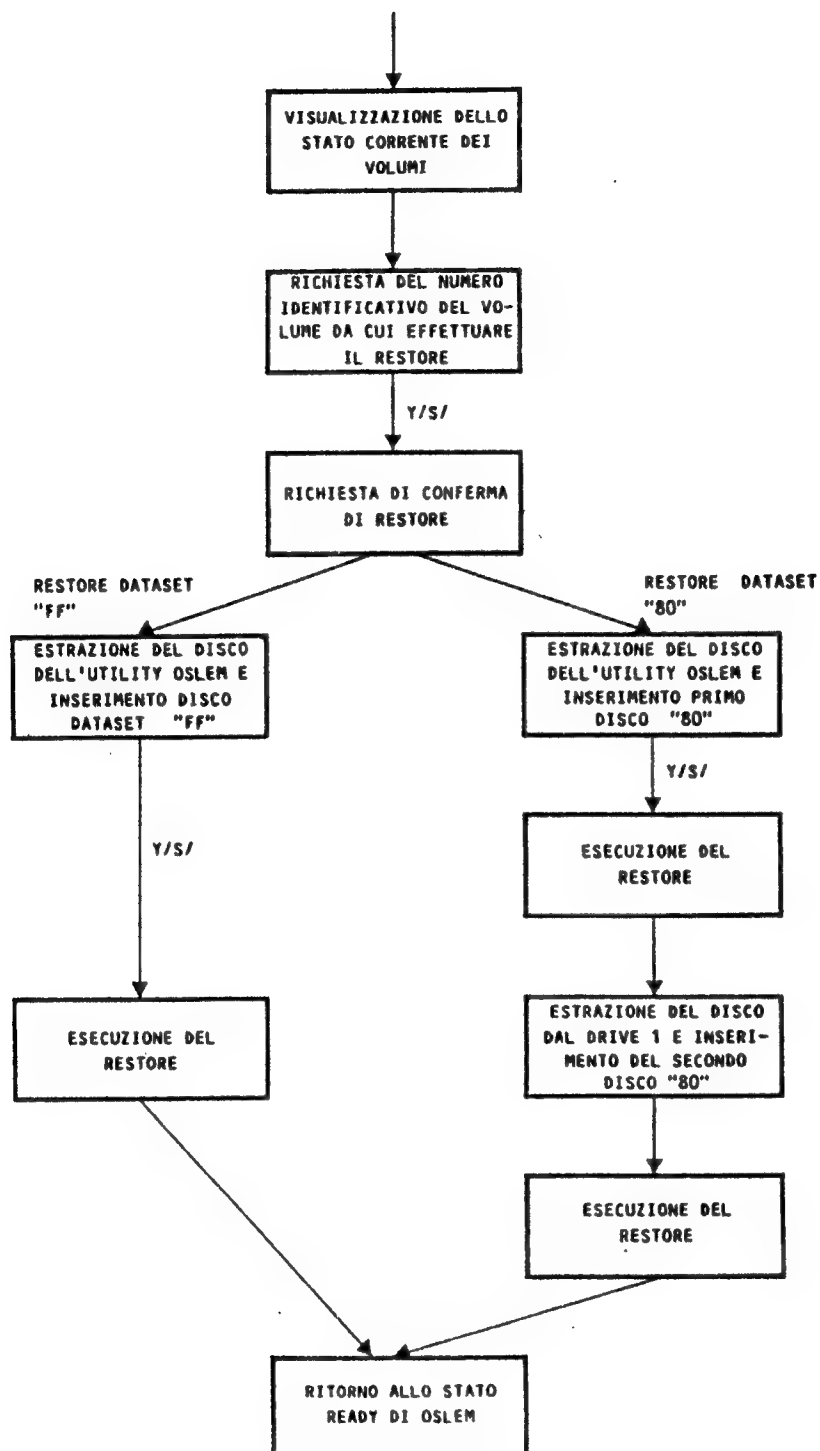 VISUALIZZAZIONE DELLO
STATO CORRENTE DEI
VOLUMI
RICHIESTA DEL NUMERO
IDENTIFICATIVO DEL VO-
LUME DA CUI EFFETTUARE
IL RESTORE
Y/S/
RICHIESTA DI CONFERMA
DI RESTORE
RESTORE DATASET
"FF"
ESTRAZIONE DEL DISCO
DELL'UTILITY OSLEM E
INSERIMENTO DISCO
DATASET "FF"
Y/S/
ESECUZIONE DEL
RESTORE
RESTORE DATASET
"80"
ESTRAZIONE DEL DISCO
DELL'UTILITY OSLEM E
INSERIMENTO PRIMO
DISCO "80"
Y/S/
ESECUZIONE DEL
RESTORE
ESTRAZIONE DEL DISCO
DAL DRIVE 1 E INSERI-
MENTO DEL SECONDO
DISCO "80"
ESECUZIONE DEL
RESTORE
RITORNO ALLO STATO
READY DI OSLEM